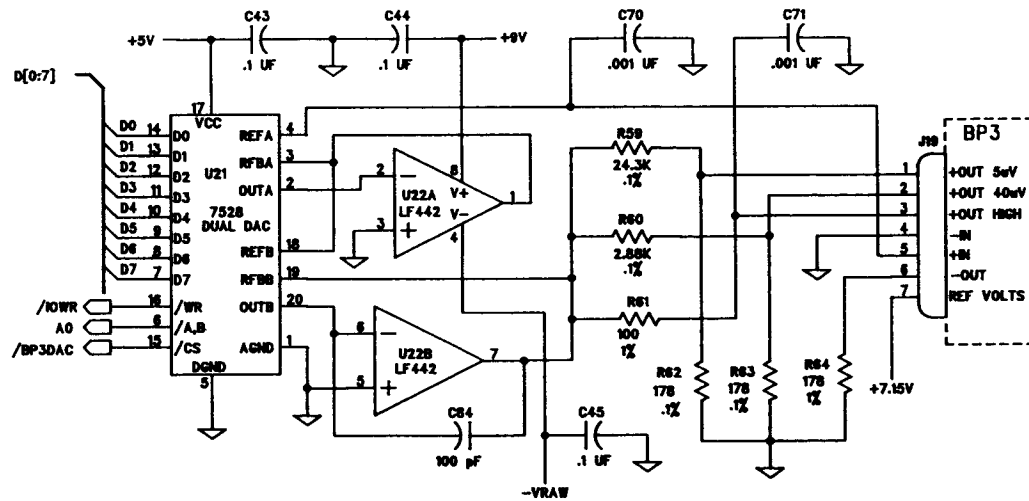 C43
C44
C70
C71
+5V
+9V
.1 UF
.1 UF
.001 UF
.001 UF
D[0:7]
17
VCC
D0 14 D0
D1 13 D1
D2 12 D2
D3 11 D3
D4 10 D4
D5 9 D5
D6 8 D6
D7 7 D7
/IOWR 16 /WR
A0 6 /A,B
/BP3DAC 15 /CS
U21
7528
DUAL DAC
REFA 4
RFBA 3
OUTA 2
REFB 18
RFBB 19
OUTB 20
AGND 1
DGND
5
2
3
8
V+
V-
4
1
U22A
LF442
6
5
7
U22B
LF442
C84
100 pF
C45
.1 UF
-VRAW
R59
24.3K
.1%
R60
2.88K
.1%
R61
100
1%
R62
178
.1%
R63
178
.1%
R64
178
1%
+7.15V
J19
BP3
1 +OUT 5mV
2 +OUT 40mV
3 +OUT HIGH
4 -IN
5 +IN
6 -OUT
7 REF VOLTS